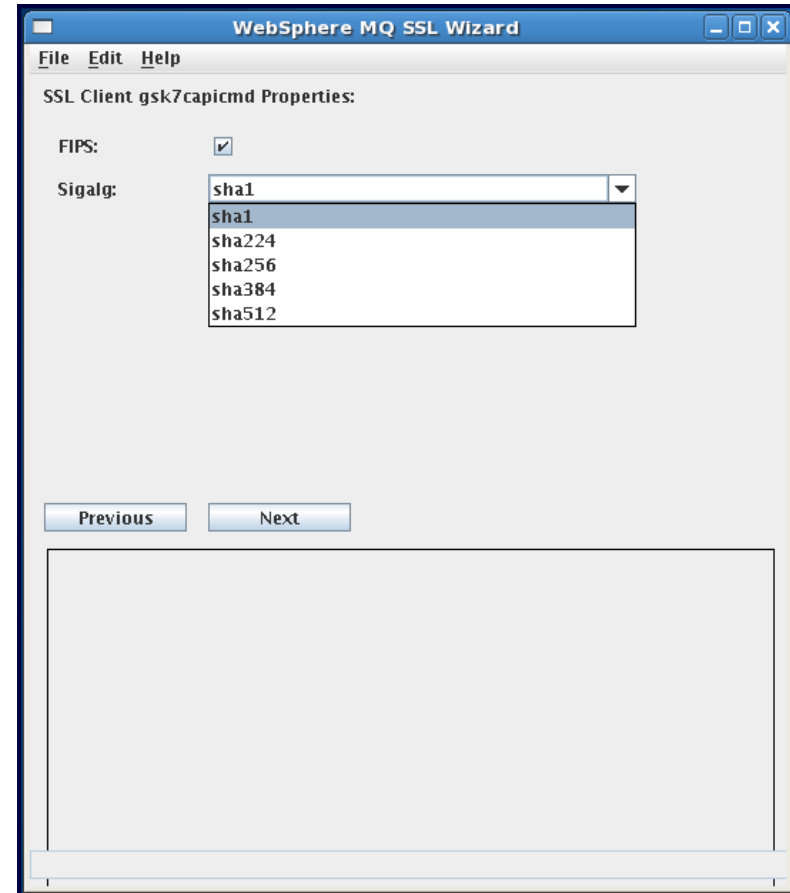 WebSphere MQ SSL Wizard
File Edit Help
SSL Client gsk7capicmd Properties:
FIPS:
Sigalg: sha1
sha1
sha224
sha256
sha384
sha512
Previous Next